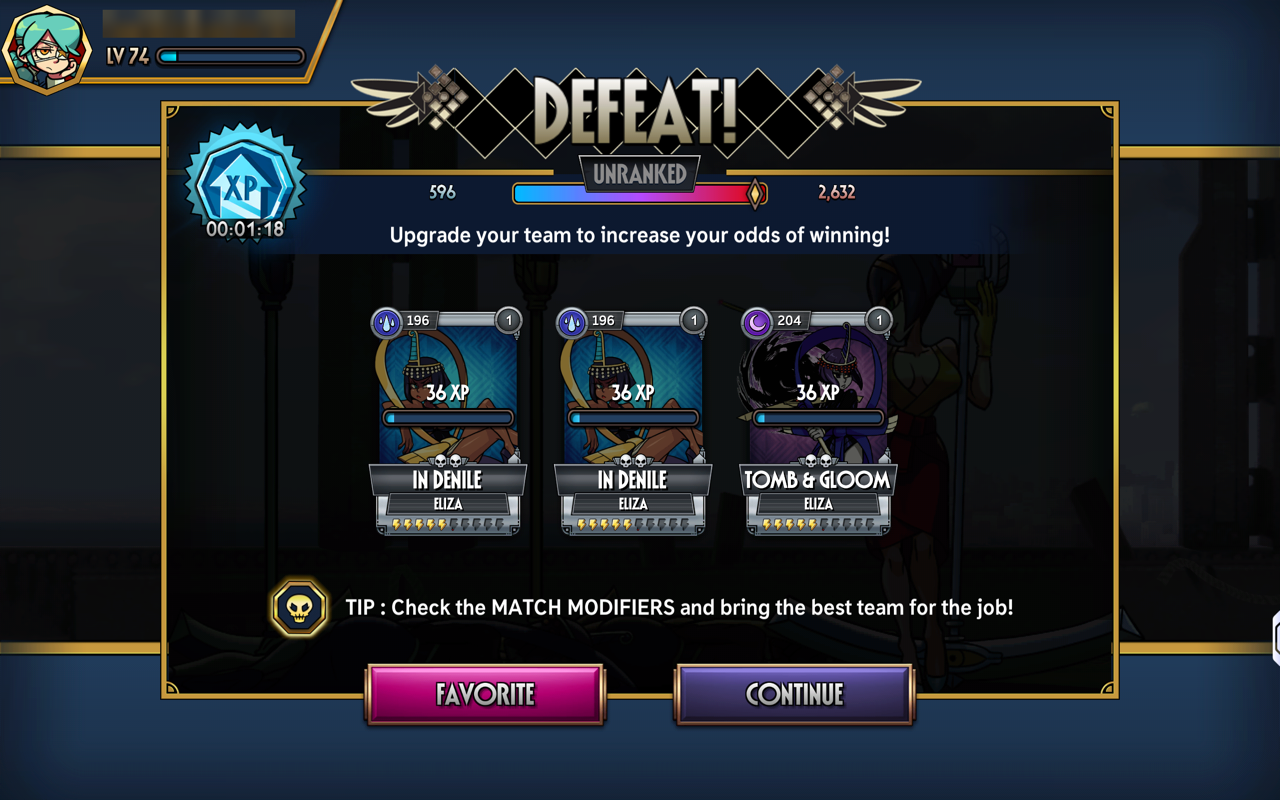 LV 74
DEFEAT!
UNRANKED
XP
00:01:18
596
2,632
Upgrade your team to increase your odds of winning!
196 1
196 1
204 1
36 XP
36 XP
36 XP
IN DENILE
IN DENILE
TOMB & GLOOM
ELIZA
ELIZA
ELIZA
TIP : Check the MATCH MODIFIERS and bring the best team for the job!
FAVORITE
CONTINUE